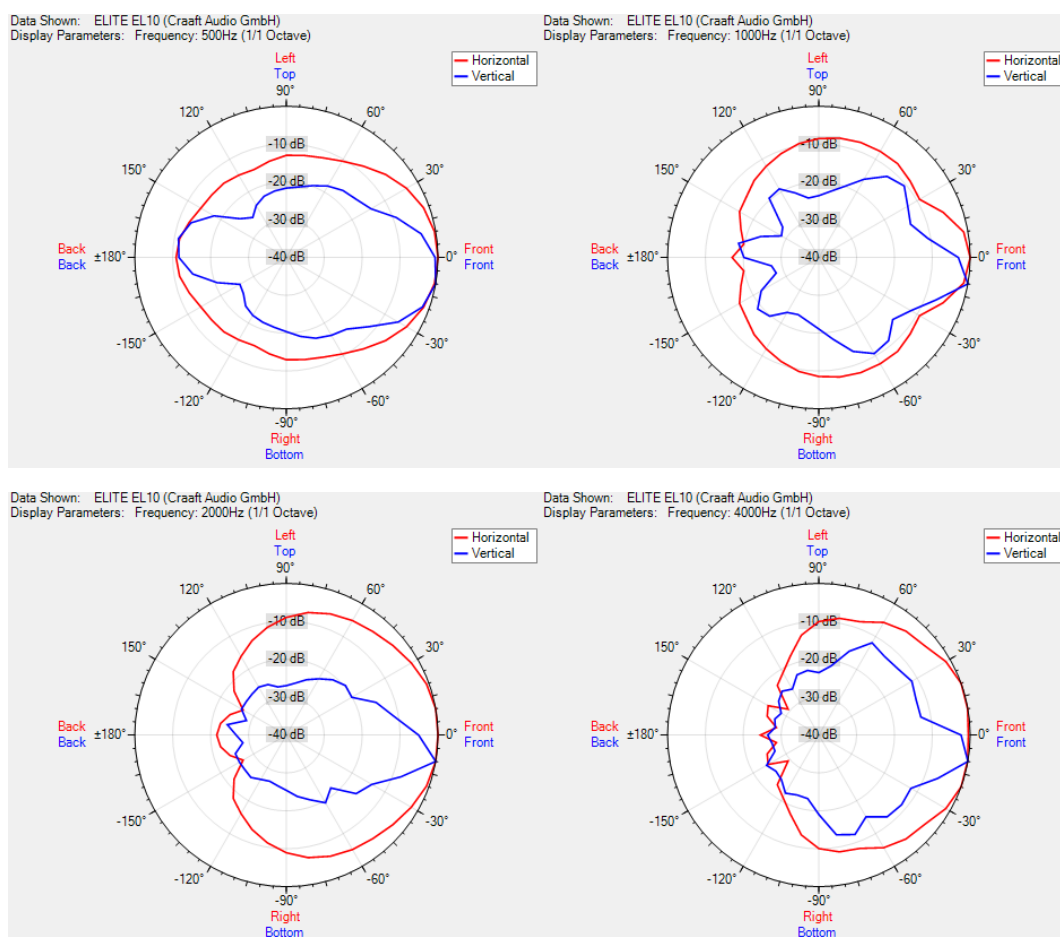 Data Shown: ELITE EL10 (Craaft Audio GmbH)
Display Parameters: Frequency: 500Hz (1/1 Octave)
Left
Top
90°
Horizontal
Vertical
120°
60°
-10 dB
150°
-20 dB
30°
-30 dB
Back
Back
±180°
-40 dB
0°
Front
Front
-150°
-30°
-120°
-60°
-90°
Right
Bottom
Data Shown: ELITE EL10 (Craaft Audio GmbH)
Display Parameters: Frequency: 1000Hz (1/1 Octave)
Left
Top
90°
Horizontal
Vertical
120°
60°
-10 dB
150°
-20 dB
30°
-30 dB
Back
Back
±180°
-40 dB
0°
Front
Front
-150°
-30°
-120°
-60°
-90°
Right
Bottom
Data Shown: ELITE EL10 (Craaft Audio GmbH)
Display Parameters: Frequency: 2000Hz (1/1 Octave)
Left
Top
90°
Horizontal
Vertical
120°
60°
-10 dB
150°
-20 dB
30°
-30 dB
Back
Back
±180°
-40 dB
0°
Front
Front
-150°
-30°
-120°
-60°
-90°
Right
Bottom
Data Shown: ELITE EL10 (Craaft Audio GmbH)
Display Parameters: Frequency: 4000Hz (1/1 Octave)
Left
Top
90°
Horizontal
Vertical
120°
60°
-10 dB
150°
-20 dB
30°
-30 dB
Back
Back
±180°
-40 dB
0°
Front
Front
-150°
-30°
-120°
-60°
-90°
Right
Bottom